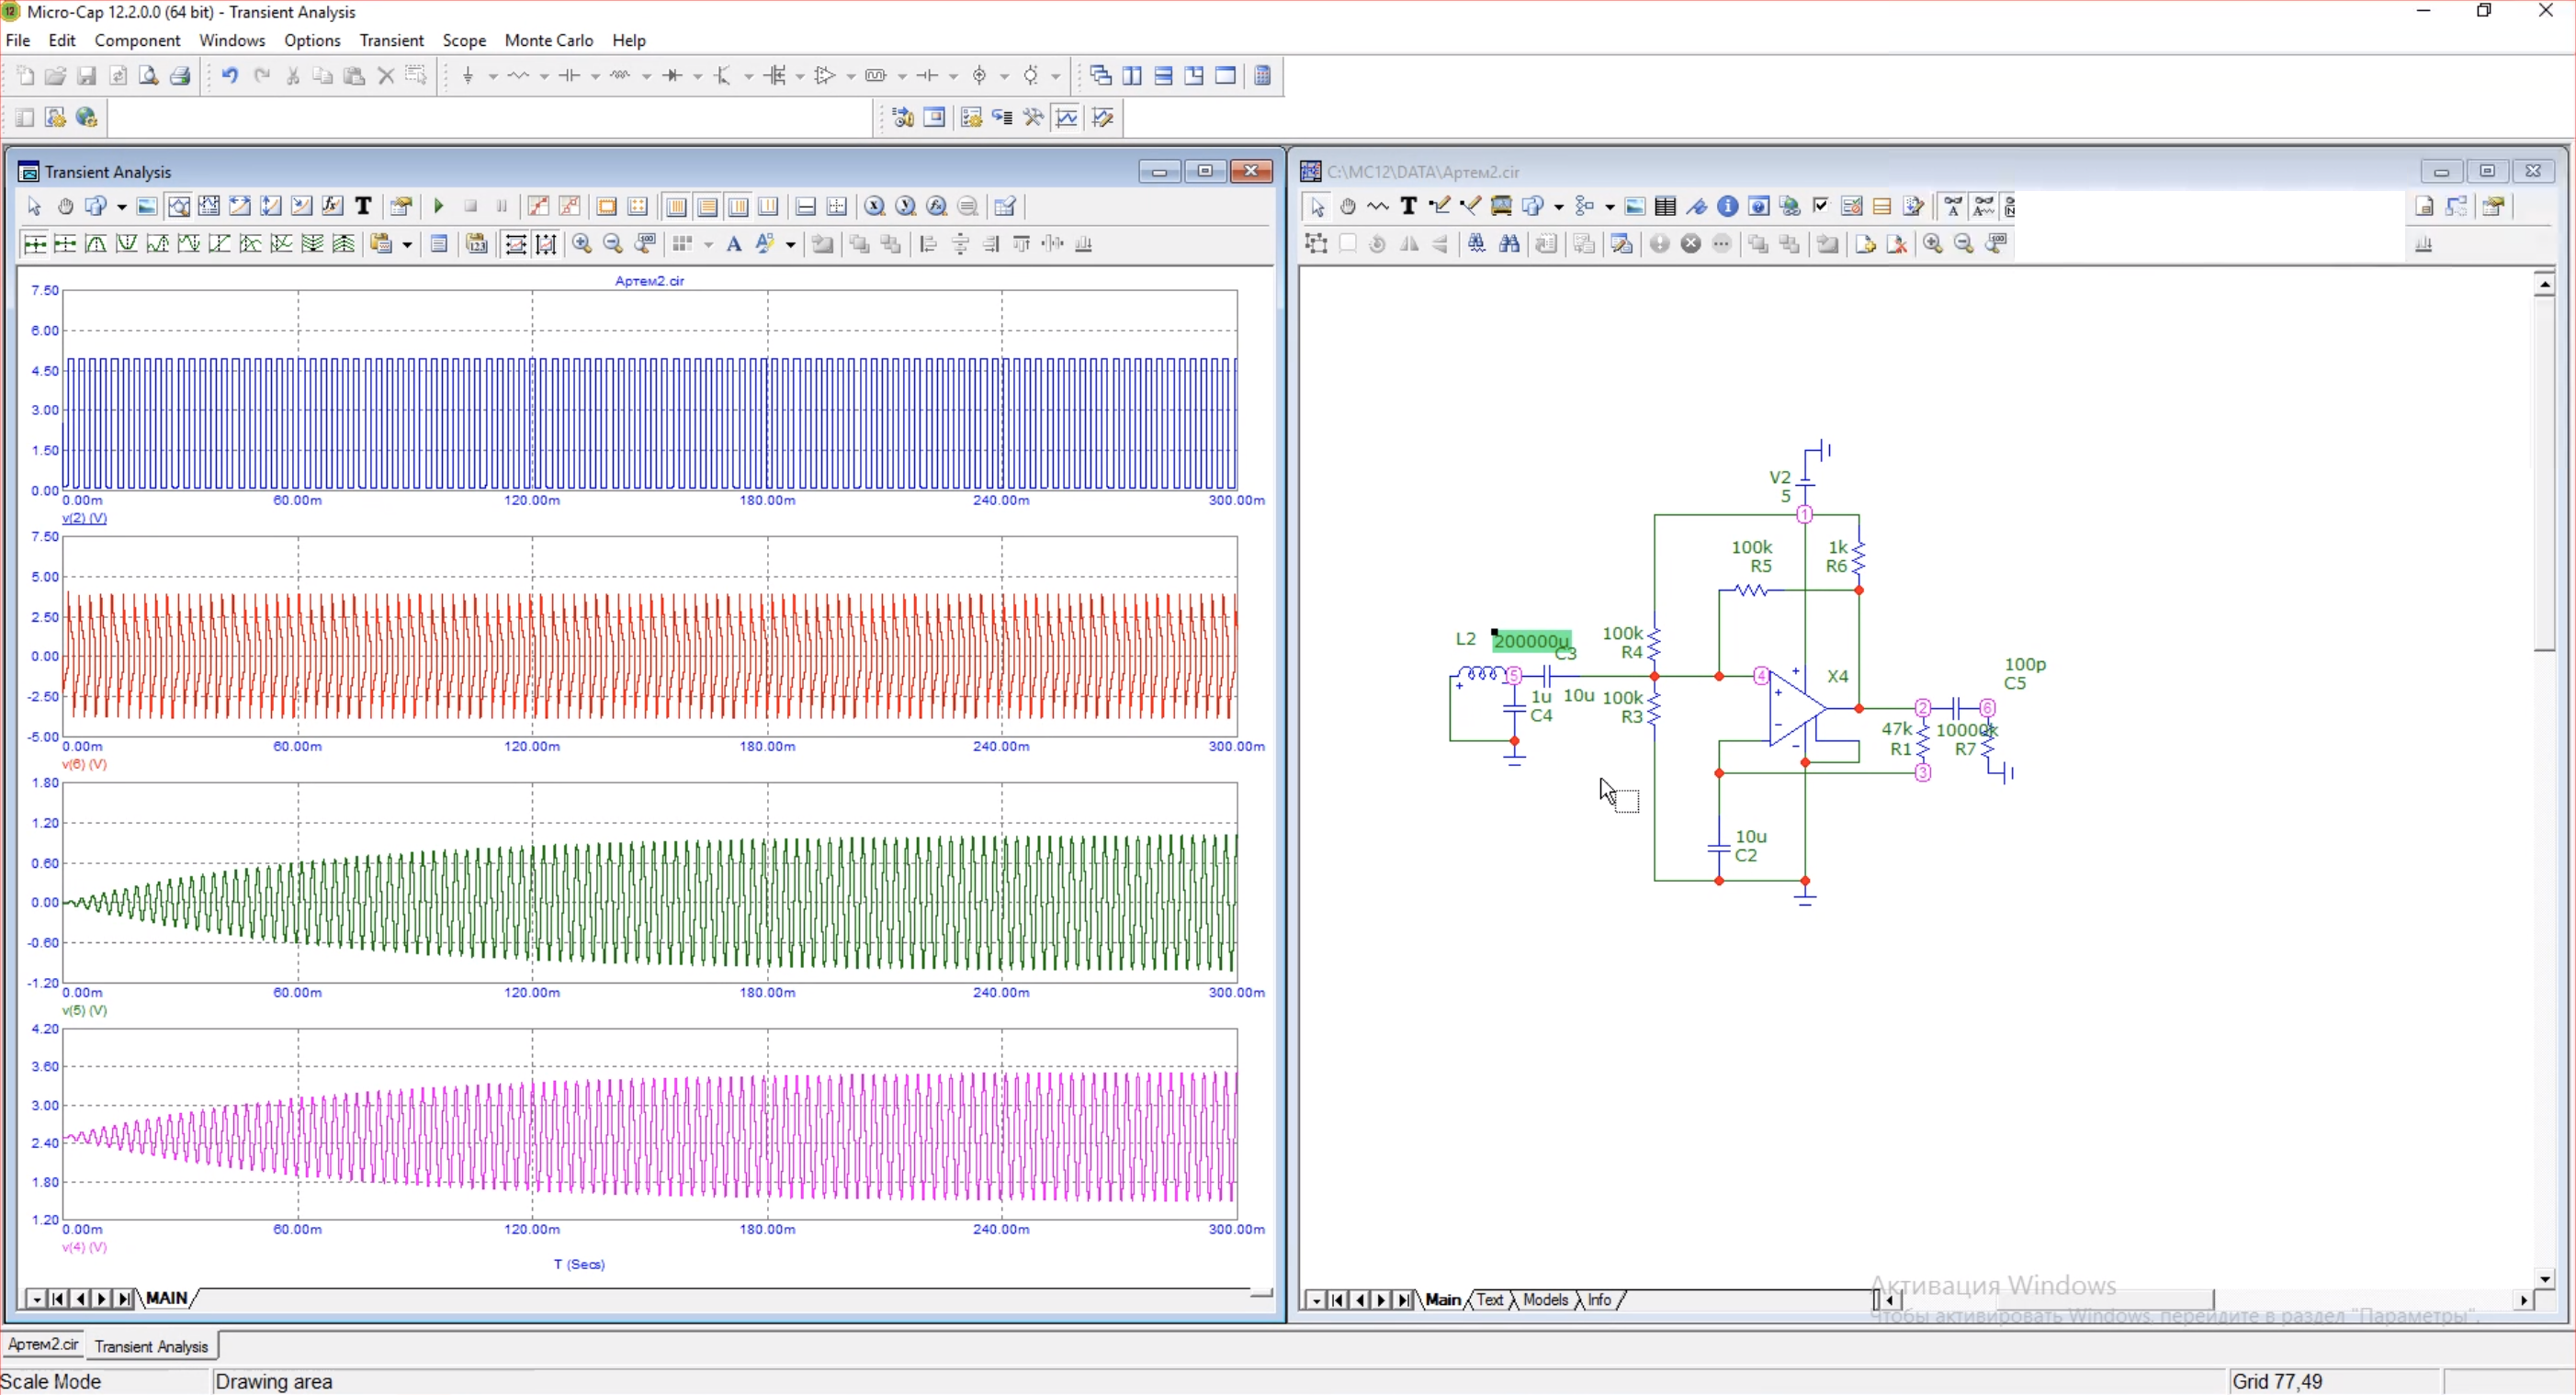 Micro-Cap 12.2.0.0 (64 bit) - Transient Analysis
File Edit Component Windows Options Transient Scope Monte Carlo Help
Transient Analysis
C:\MC12\DATA\Артем2.cir
Артем2.cir
7.50
6.00
4.50
3.00
1.50
0.00
0.00m 60.00m 120.00m 180.00m 240.00m 300.00m
v(2) (V)
7.50
5.00
2.50
0.00
-2.50
-5.00
0.00m 60.00m 120.00m 180.00m 240.00m 300.00m
v(6) (V)
1.80
1.20
0.60
0.00
-0.60
-1.20
0.00m 60.00m 120.00m 180.00m 240.00m 300.00m
v(5) (V)
4.20
3.60
3.00
2.40
1.80
1.20
0.00m 60.00m 120.00m 180.00m 240.00m 300.00m
v(4) (V)
T (Secs)
MAIN
V2
5
1
100k
R5
1k
R6
L2 200000u
C3
100k
R4
5
4
X4
100p
C5
1u
C4
10u
100k
R3
2
6
47k
R1
10000k
R7
3
10u
C2
Main Text Models Info
Активация Windows
Чтобы активировать Windows, перейдите в раздел "Параметры".
Артем2.cir Transient Analysis
Scale Mode Drawing area Grid 77,49